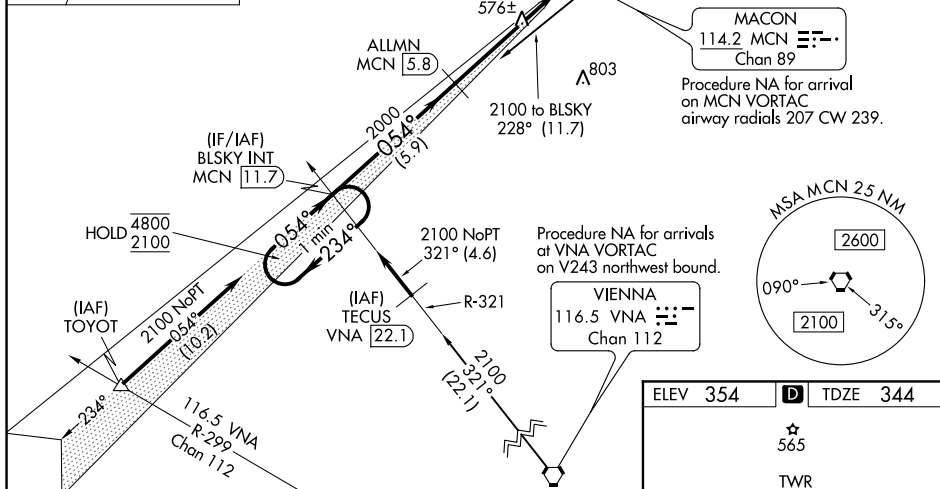 576±
MACON
114.2 MCN
Chan 89
Procedure NA for arrival
on MCN VORTAC
airway radials 207 CW 239.
ALLMN
MCN 5.8
803
2100 to BLSKY
228° (11.7)
2000
054°
(5.9)
(IF/IAF)
BLSKY INT
MCN 11.7
HOLD 4800
2100
054°
1 min
234°
2100 NoPT
321° (4.6)
Procedure NA for arrivals
at VNA VORTAC
on V243 northwest bound.
(IAF)
TECUS
VNA 22.1
R-321
VIENNA
116.5 VNA
Chan 112
2100
321°
(22.1)
(IAF)
TOYOT
2100 NoPT
054°
(10.2)
234°
116.5 VNA
R-299
Chan 112
MSA MCN 25 NM
2600
090°
2100
315°
ELEV 354 D TDZE 344
565
TWR